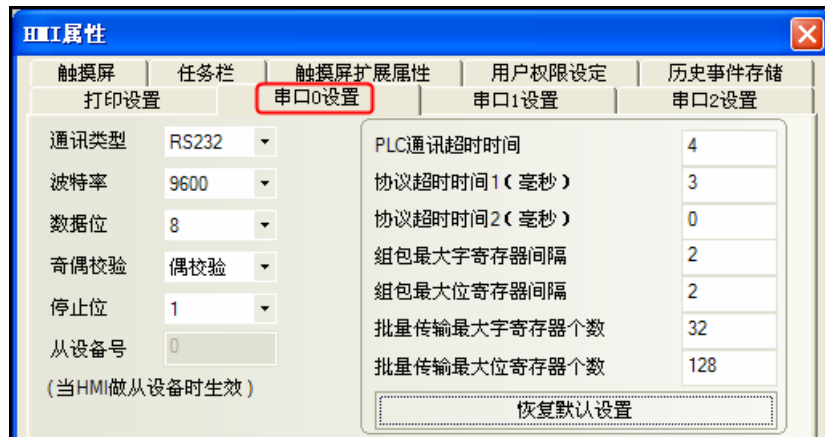 HMI属性
触摸屏 任务栏 触摸屏扩展属性 用户权限设定 历史事件存储
打印设置 串口0设置 串口1设置 串口2设置
通讯类型 RS232
波特率 9600
数据位 8
奇偶校验 偶校验
停止位 1
从设备号 0
(当HMI做从设备时生效)
PLC通讯超时时间 4
协议超时时间1(毫秒) 3
协议超时时间2(毫秒) 0
组包最大字寄存器间隔 2
组包最大位寄存器间隔 2
批量传输最大字寄存器个数 32
批量传输最大位寄存器个数 128
恢复默认设置